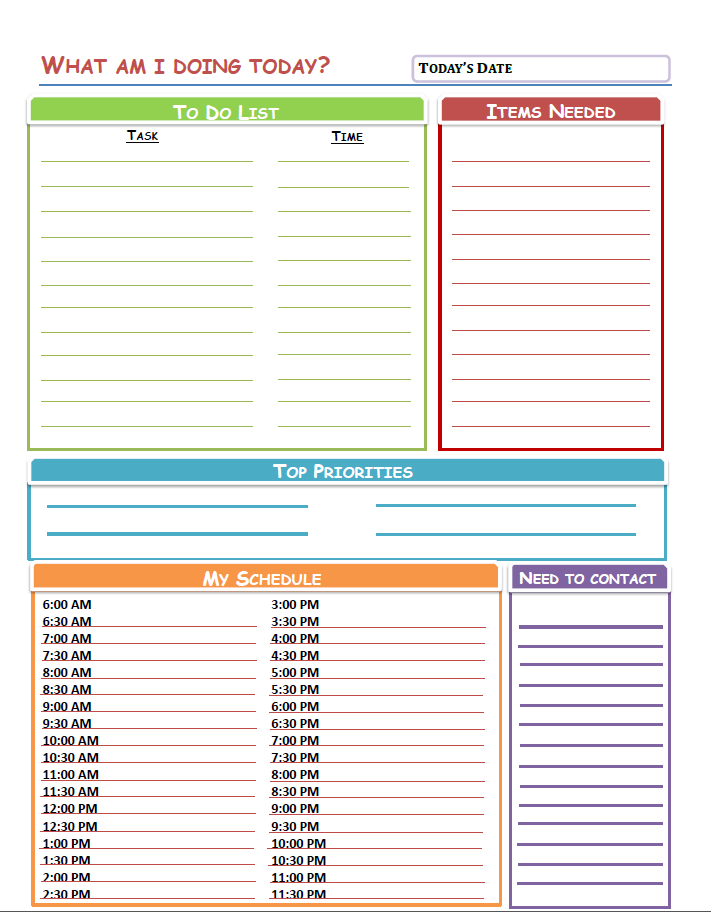 WHAT AM I DOING TODAY?
TODAY'S DATE
TO DO LIST
TASK TIME
ITEMS NEEDED
TOP PRIORITIES
MY SCHEDULE
6:00 AM 3:00 PM
6:30 AM 3:30 PM
7:00 AM 4:00 PM
7:30 AM 4:30 PM
8:00 AM 5:00 PM
8:30 AM 5:30 PM
9:00 AM 6:00 PM
9:30 AM 6:30 PM
10:00 AM 7:00 PM
10:30 AM 7:30 PM
11:00 AM 8:00 PM
11:30 AM 8:30 PM
12:00 PM 9:00 PM
12:30 PM 9:30 PM
1:00 PM 10:00 PM
1:30 PM 10:30 PM
2:00 PM 11:00 PM
2:30 PM 11:30 PM
NEED TO CONTACT